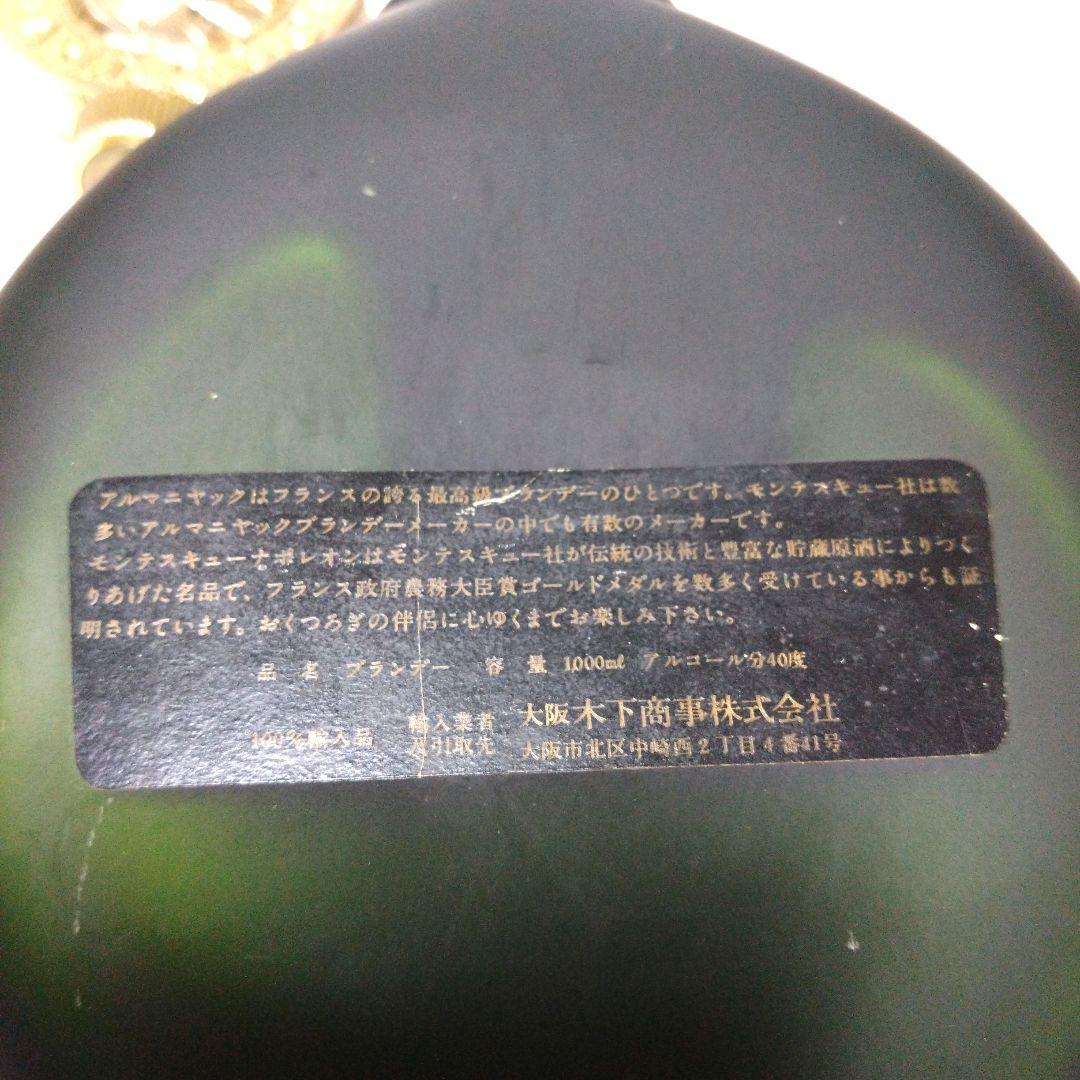 アルマニヤックはフランスの誇る最高級ブランデーのひとつです。モンテスキュー社は数
多いアルマニヤックブランデーメーカーの中でも有数のメーカーです。
モンテスキューナポレオンはモンテスキュー社が伝統の技術と豊富な貯蔵原酒によりつく
りあげた名品で、フランス政府農務大臣賞ゴールドメダルを数多く受けている事からも証
明されています。おくつろぎの伴侶に心ゆくまでお楽しみ下さい。
品名 ブランデー 容量 1,000ml アルコール分40度
輸入業者 大阪木下商事株式会社
100%輸入品 及引取先 大阪市北区中崎西2丁目4番41号